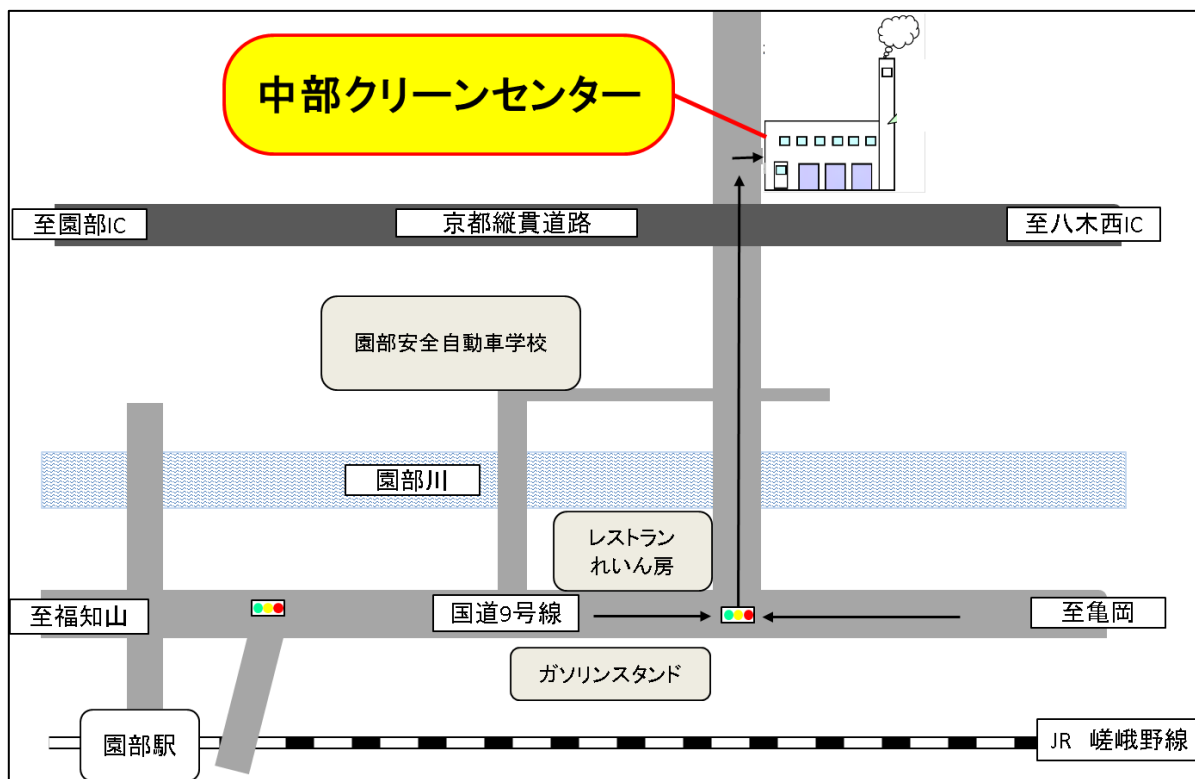 中部クリーンセンター
至園部IC
京都縦貫道路
至八木西IC
園部安全自動車学校
園部川
レストラン
れいん房
至福知山
国道9号線
至亀岡
ガソリンスタンド
園部駅
JR 嵯峨野線